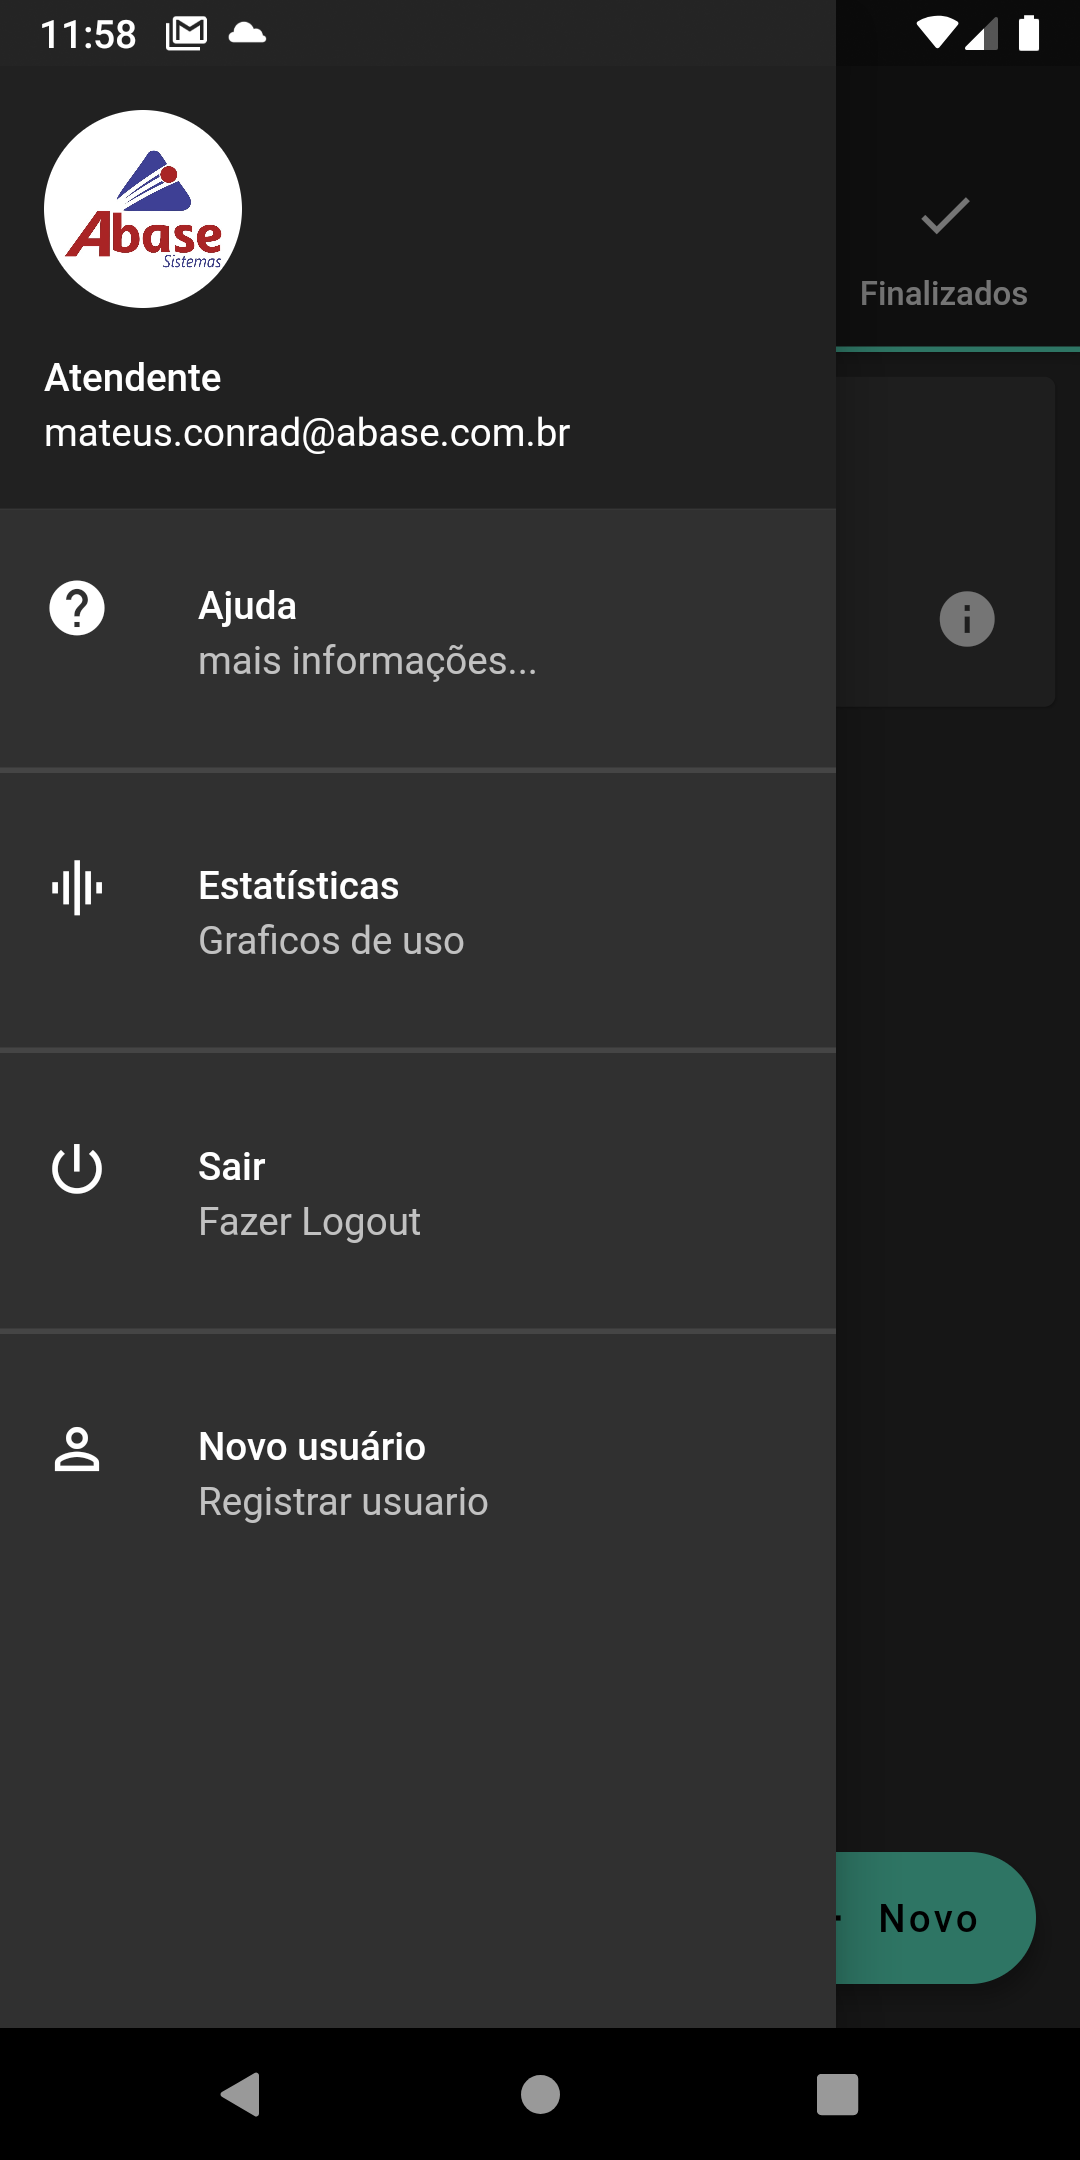 11:58
Abase
Sistemas
Finalizados
Atendente
mateus.conrad@abase.com.br
Ajuda
mais informações...
Estatísticas
Graficos de uso
Sair
Fazer Logout
Novo usuário
Registrar usuario
Novo